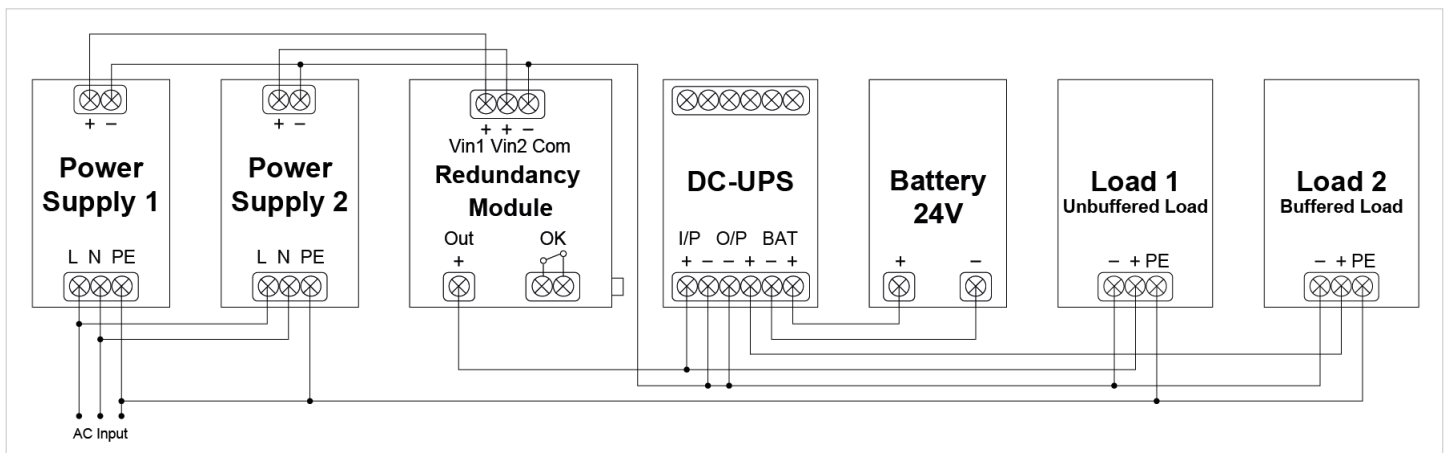 + –
Power
Supply 1
L N PE
+ –
Power
Supply 2
L N PE
+ + –
Vin1 Vin2 Com
Redundancy
Module
Out OK
+
DC-UPS
I/P O/P BAT
+ – – + – +
Battery
24V
+ –
Load 1
Unbuffered Load
– + PE
Load 2
Buffered Load
– + PE
AC Input